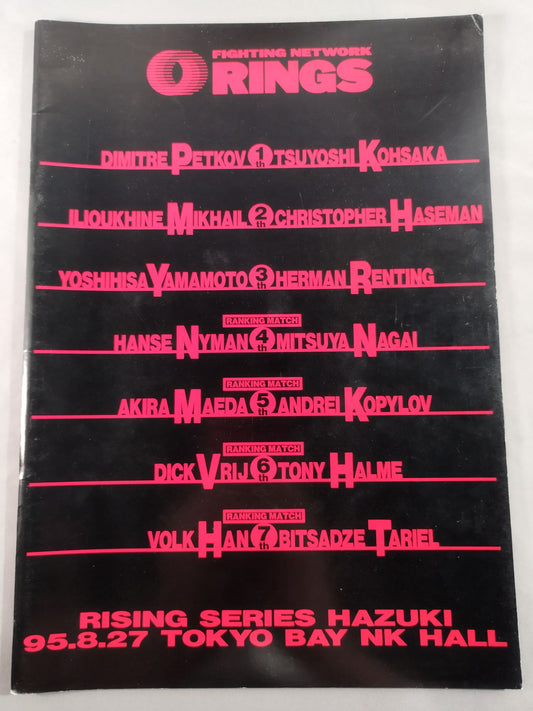 FIGHTING NETWORK
RINGS
DIMITRE PETKOV 1th TSUYOSHI KOHSAKA
ILIOUKHINE MIKHAIL 2th CHRISTOPHER HASEMAN
YOSHIHISA YAMAMOTO 3th HERMAN RENTING
RANKING MATCH
HANSE NYMAN 4th MITSUYA NAGAI
RANKING MATCH
AKIRA MAEDA 5th ANDREI KOPYLOV
RANKING MATCH
DICK VRIJ 6th TONY HALME
RANKING MATCH
VOLK HAN 7th BITSADZE TARIEL
RISING SERIES HAZUKI
95.8.27 TOKYO BAY NK HALL